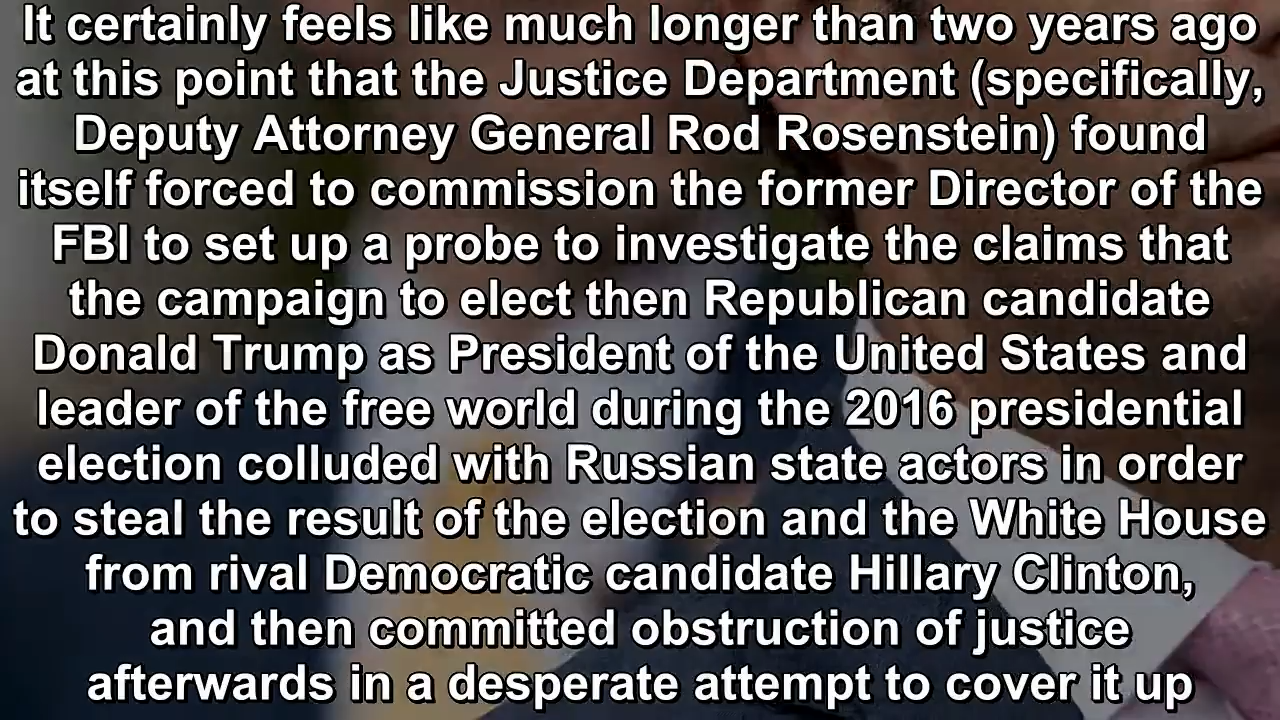 It certainly feels like much longer than two years ago
at this point that the Justice Department (specifically,
Deputy Attorney General Rod Rosenstein) found
itself forced to commission the former Director of the
FBI to set up a probe to investigate the claims that
the campaign to elect then Republican candidate
Donald Trump as President of the United States and
leader of the free world during the 2016 presidential
election colluded with Russian state actors in order
to steal the result of the election and the White House
from rival Democratic candidate Hillary Clinton,
and then committed obstruction of justice
afterwards in a desperate attempt to cover it up